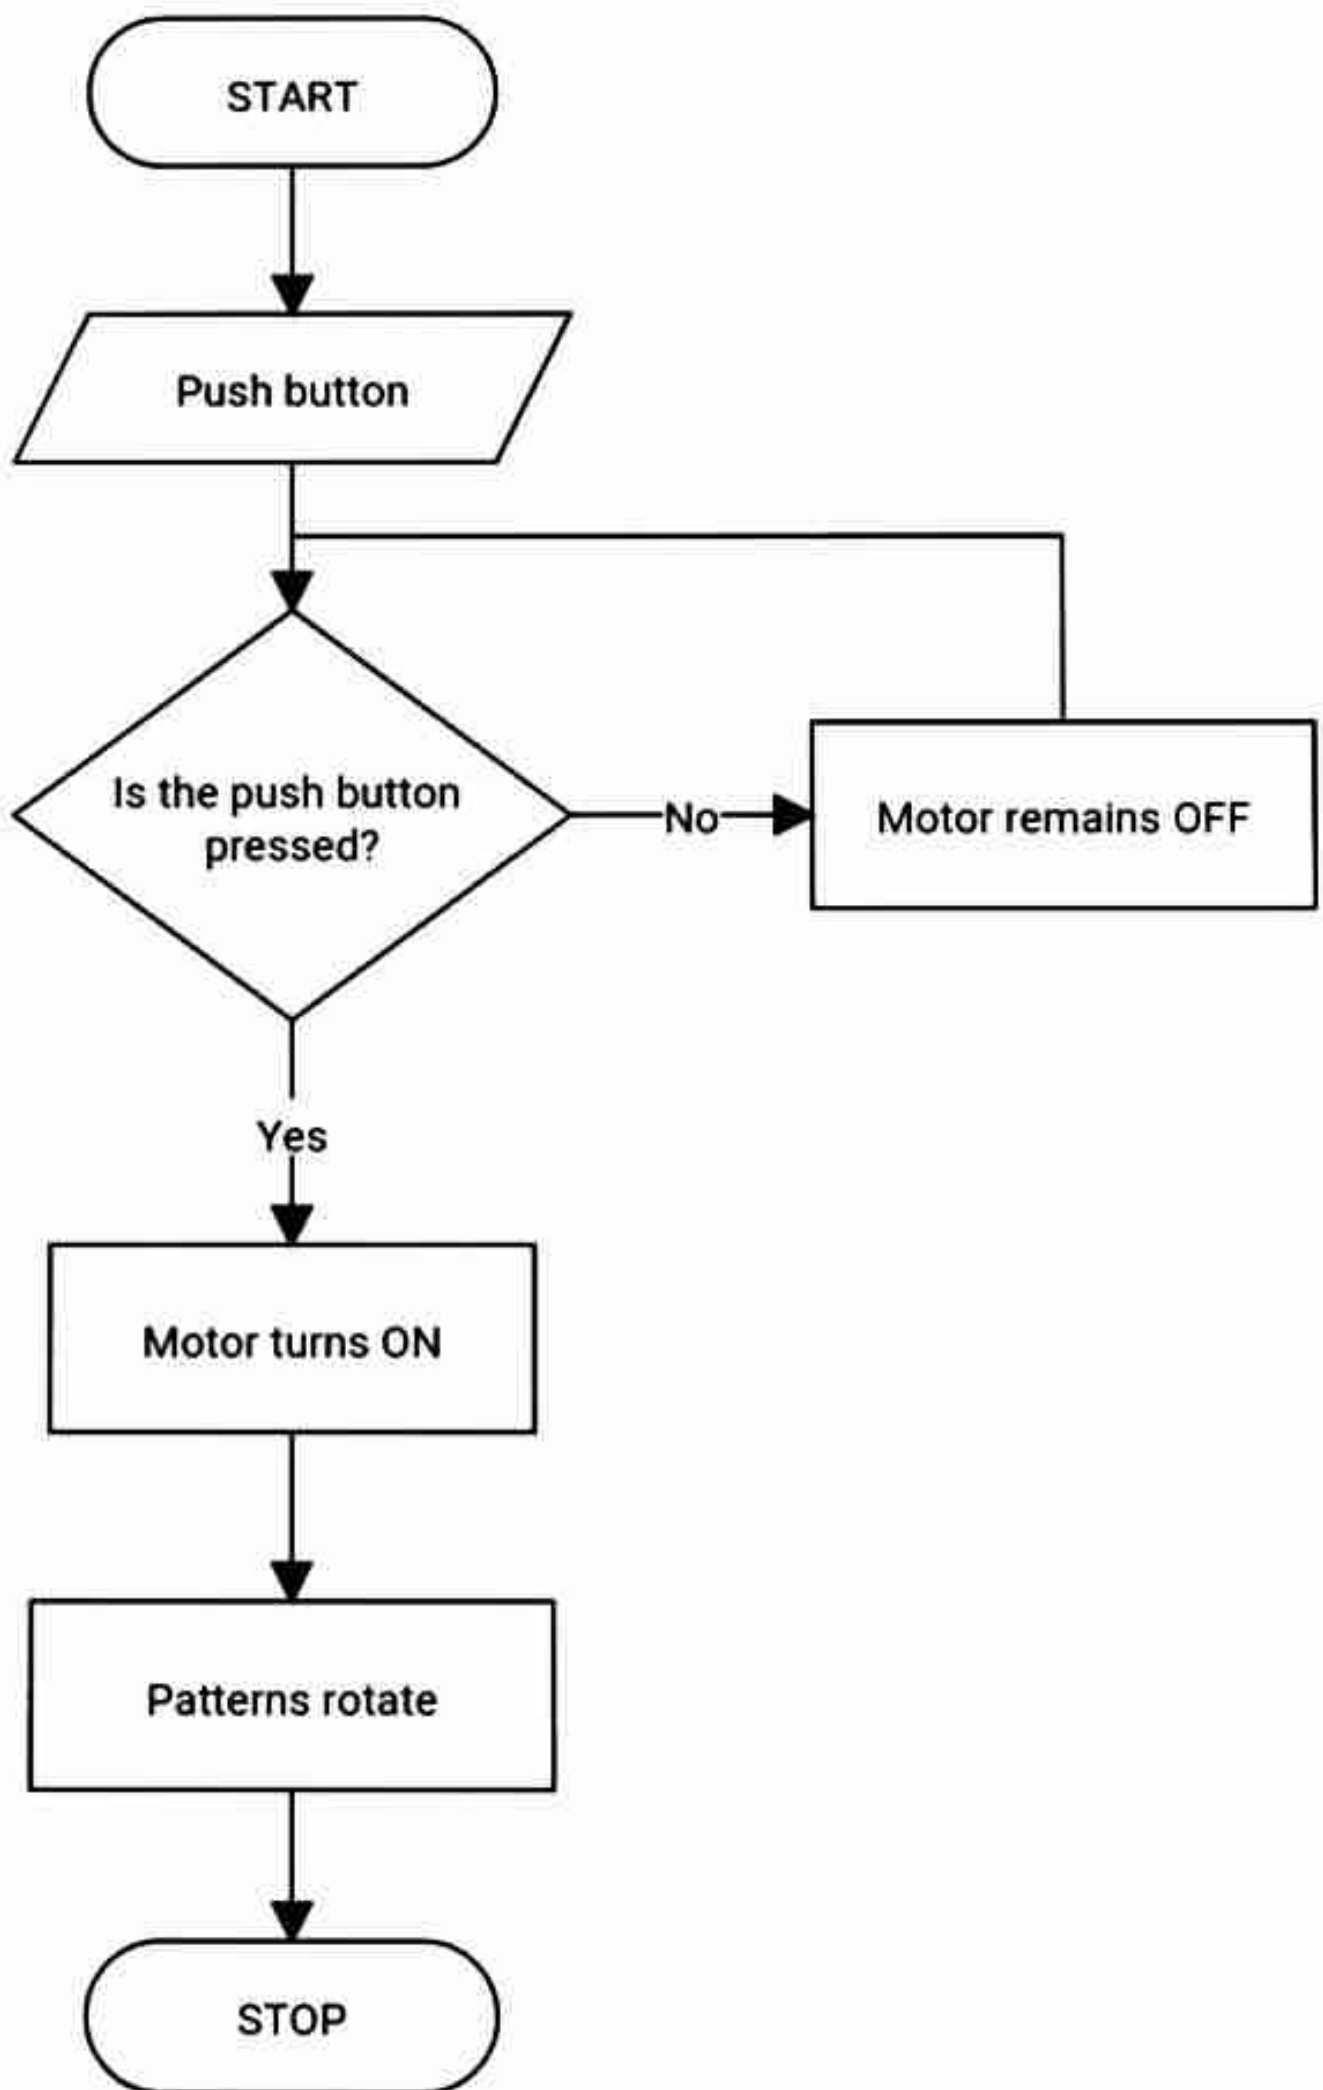 START
Push button
Is the push button
pressed?
No
Motor remains OFF
Yes
Motor turns ON
Patterns rotate
STOP